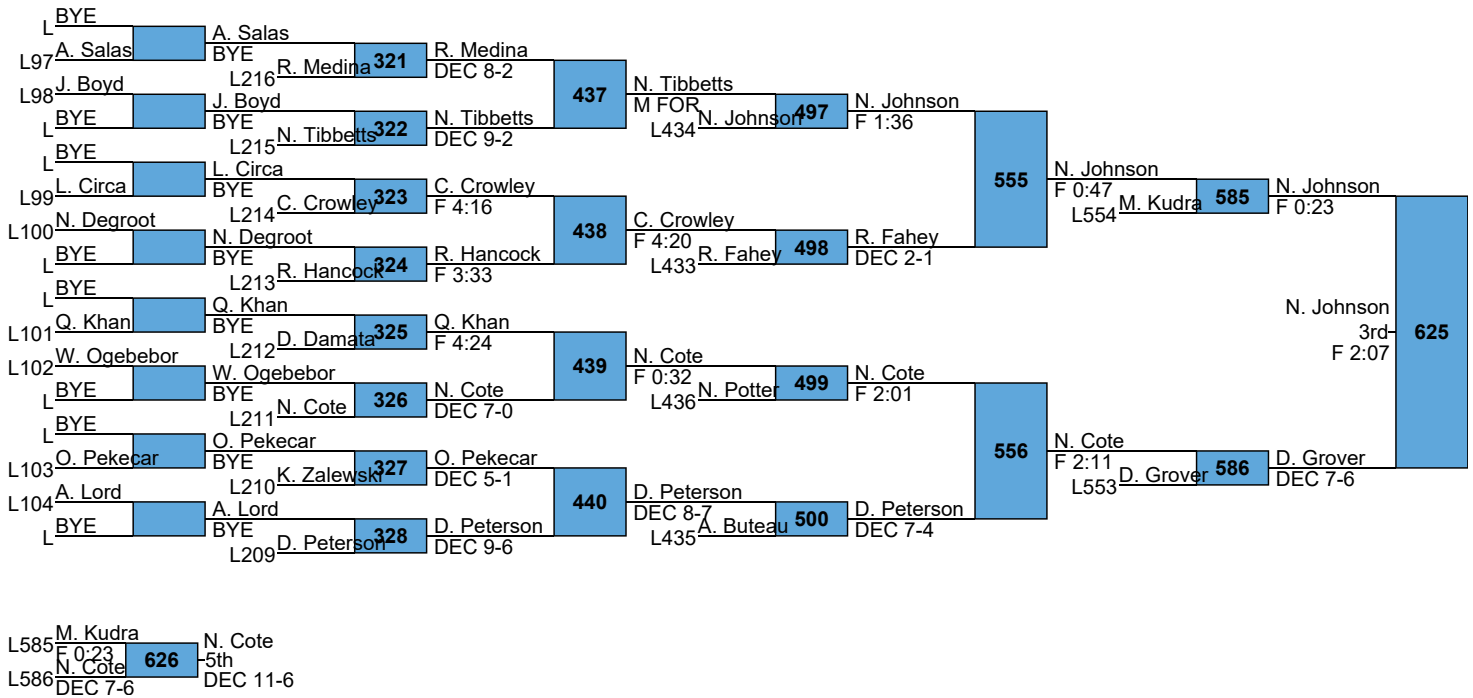 L BYE
L97 A. Salas
A. Salas
BYE
L216 R. Medina
321
R. Medina
DEC 8-2
L98 J. Boyd
L BYE
J. Boyd
BYE
L215 N. Tibbetts
322
N. Tibbetts
DEC 9-2
437
N. Tibbetts
M FOR
L434 N. Johnson
497
N. Johnson
F 1:36
L BYE
L99 L. Circa
L. Circa
BYE
L214 C. Crowley
323
C. Crowley
F 4:16
L100 N. Degroot
L BYE
N. Degroot
BYE
L213 R. Hancock
324
R. Hancock
F 3:33
438
C. Crowley
F 4:20
L433 R. Fahey
498
R. Fahey
DEC 2-1
555
N. Johnson
F 0:47
L554 M. Kudra
585
N. Johnson
F 0:23
L BYE
L101 Q. Khan
Q. Khan
BYE
L212 D. Damata
325
Q. Khan
F 4:24
L102 W. Ogebebor
L BYE
W. Ogebebor
BYE
L211 N. Cote
326
N. Cote
DEC 7-0
439
N. Cote
F 0:32
L436 N. Potter
499
N. Cote
F 2:01
L BYE
L103 O. Pekecar
O. Pekecar
BYE
L210 K. Zalewski
327
O. Pekecar
DEC 5-1
L104 A. Lord
L BYE
A. Lord
BYE
L209 D. Peterson
328
D. Peterson
DEC 9-6
440
D. Peterson
DEC 8-7
L435 A. Buteau
500
D. Peterson
DEC 7-4
556
N. Cote
F 2:11
L553 D. Grover
586
D. Grover
DEC 7-6
N. Johnson
3rd
F 2:07
625
L585 M. Kudra
F 0:23
L586 N. Cote
DEC 7-6
626
N. Cote
5th
DEC 11-6